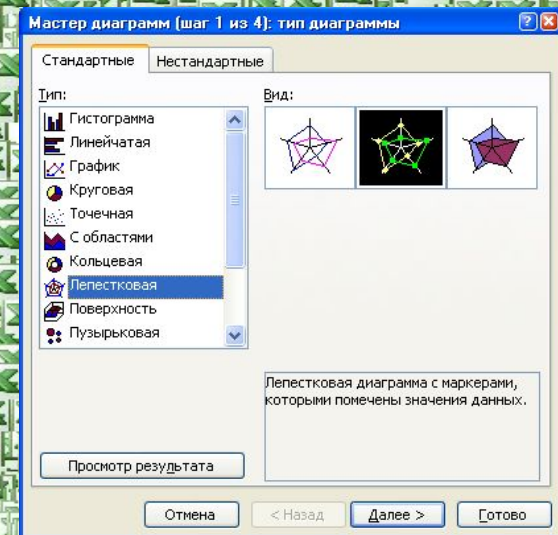 Мастер диаграмм (шаг 1 из 4): тип диаграммы
Стандартные
Нестандартные
Тип:
Вид:
Гистограмма
Линейчатая
График
Круговая
Точечная
С областями
Кольцевая
Лепестковая
Поверхность
Пузырьковая
Лепестковая диаграмма с маркерами,
которыми помечены значения данных.
Просмотр результата
Отмена
< Назад
Далее >
Готово